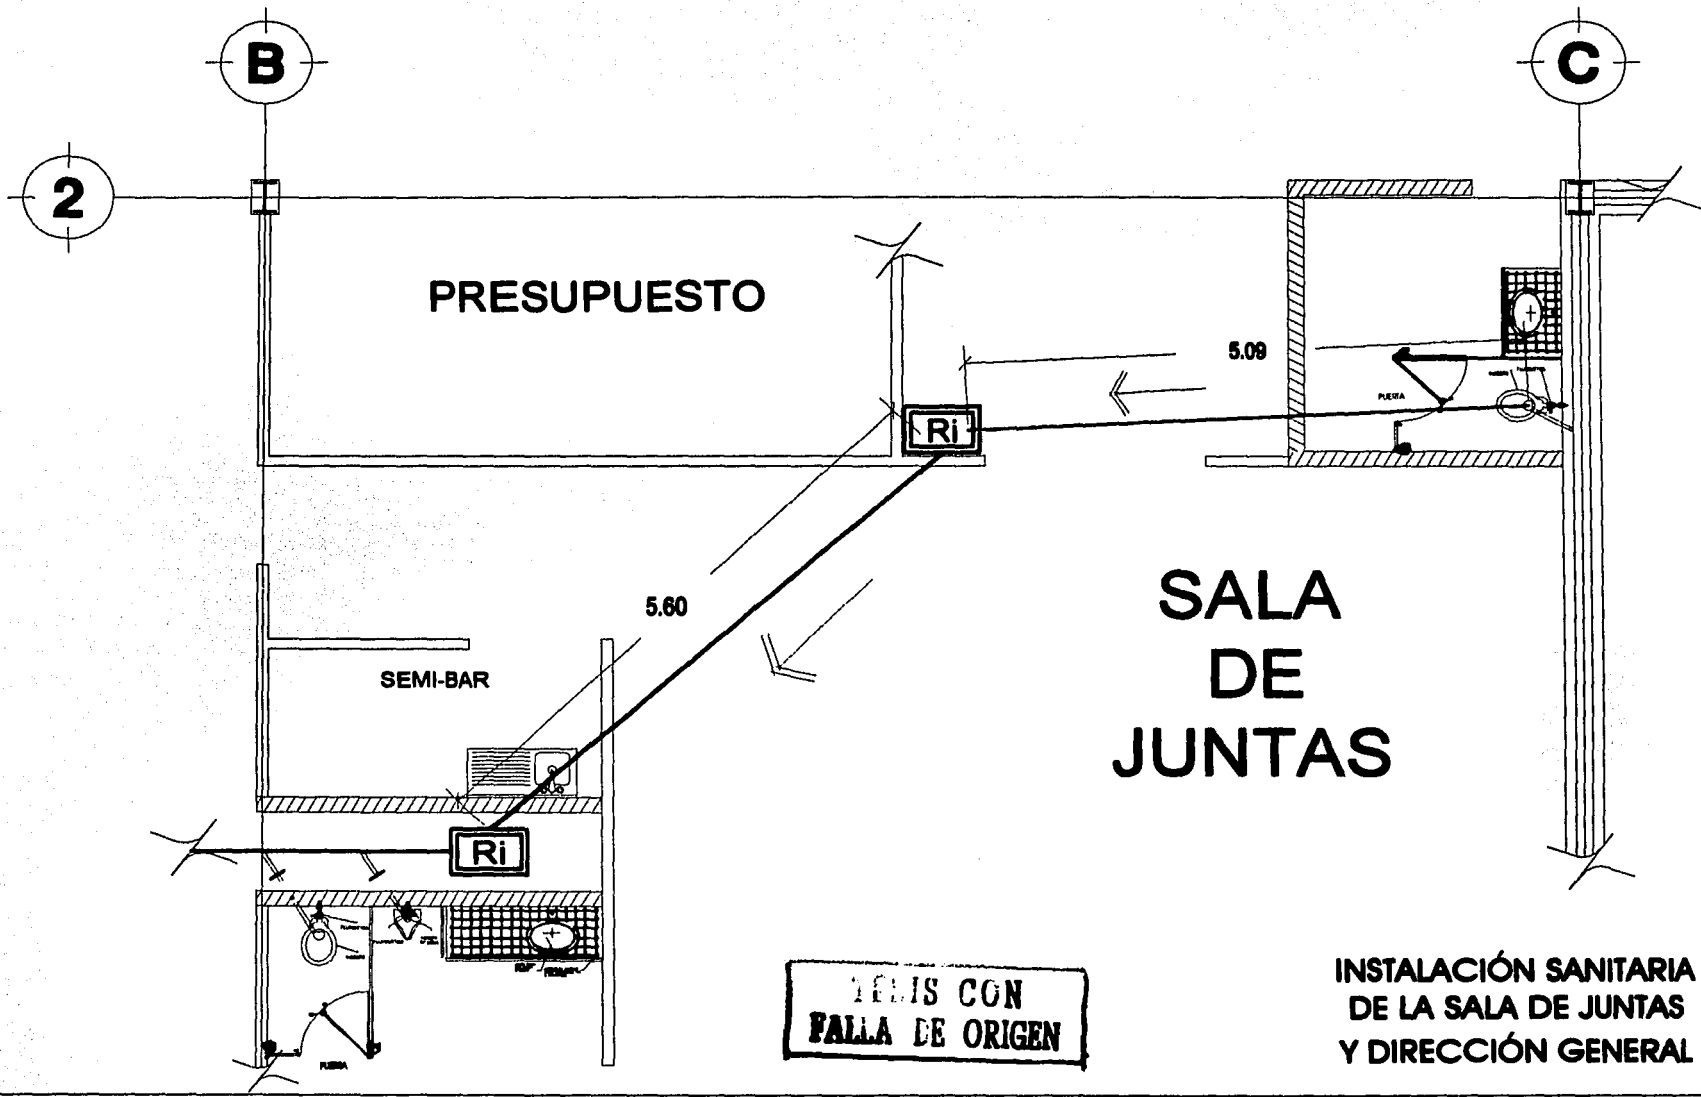 B
C
2
PRESUPUESTO
5.09
PUERTA
Ri
5.60
SALA
DE
JUNTAS
SEMI-BAR
Ri
PUERTA
CON
FALLA DE ORIGEN
INSTALACIÓN SANITARIA
DE LA SALA DE JUNTAS
Y DIRECCIÓN GENERAL